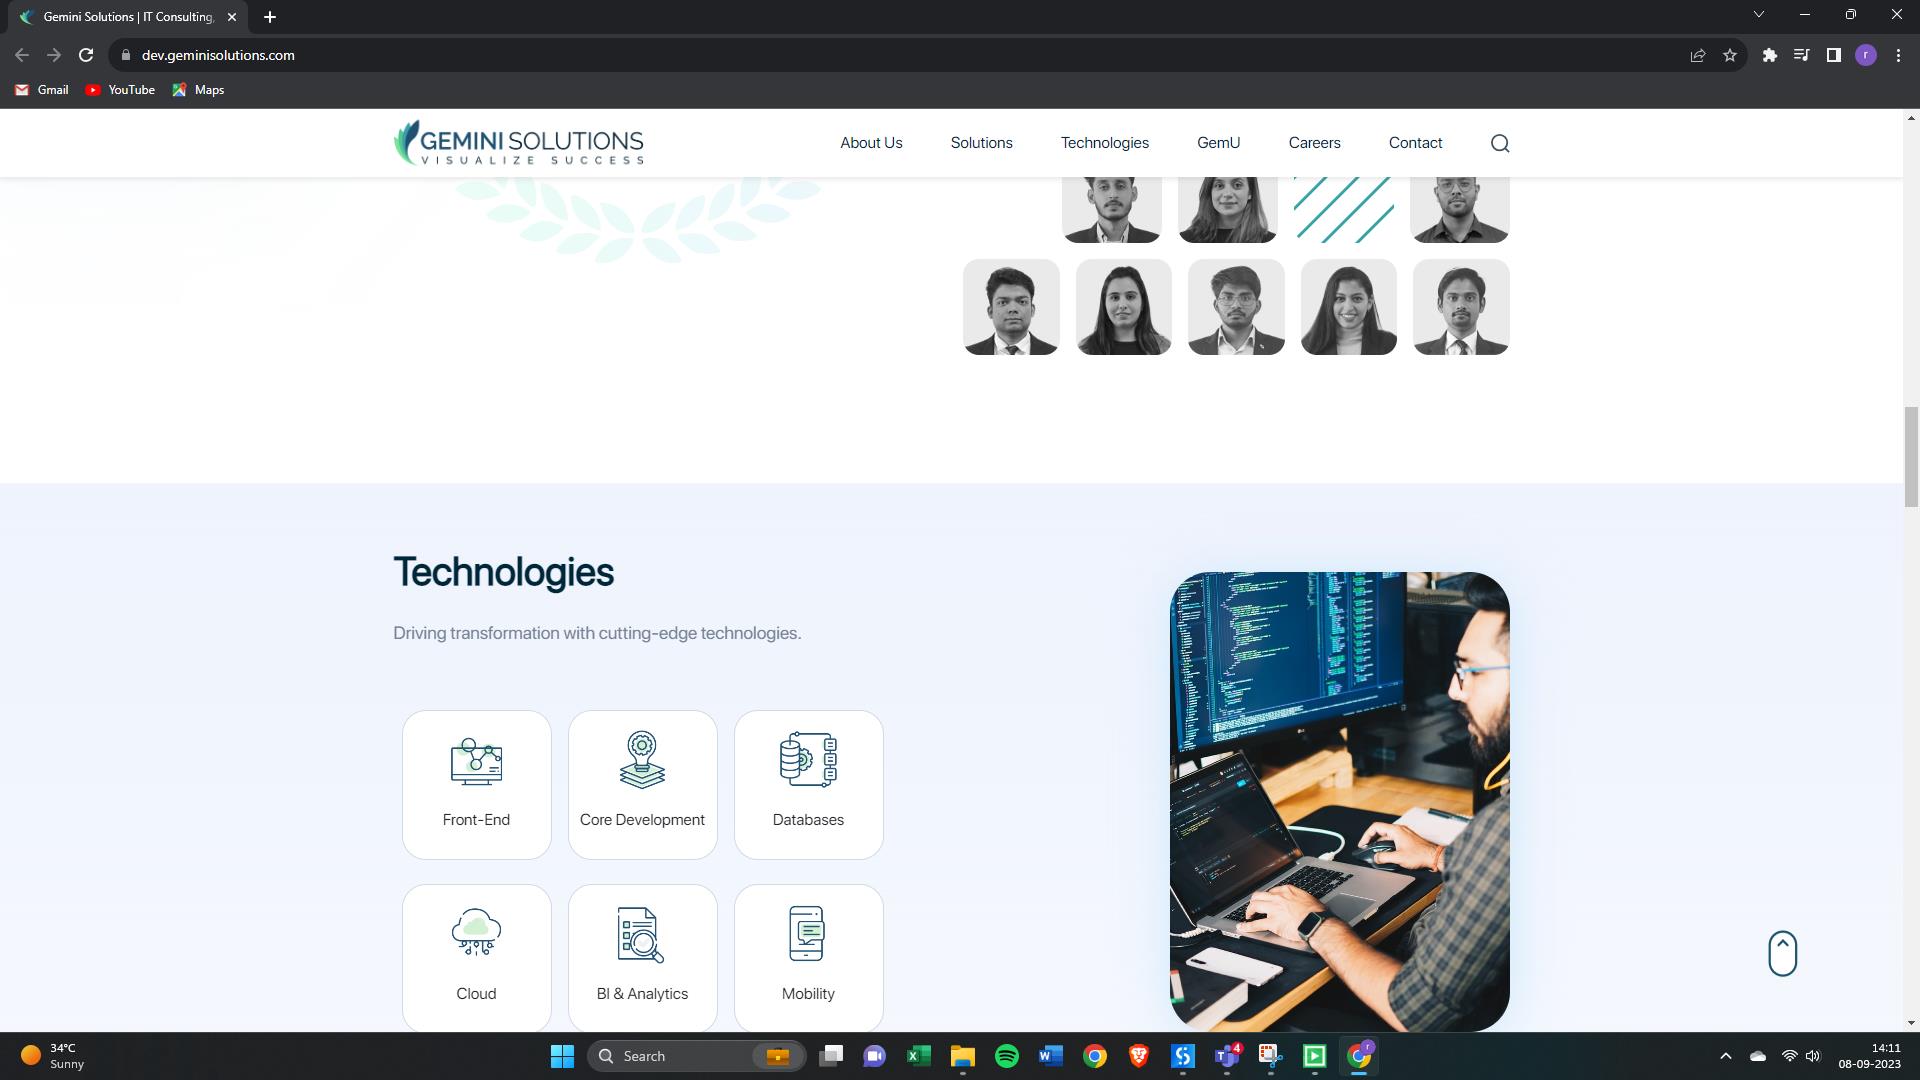 Gemini Solutions | IT Consulting,
dev.geminisolutions.com
r
Gmail
YouTube
Maps
GEMINI SOLUTIONS
VISUALIZE SUCCESS
About Us
Solutions
Technologies
GemU
Careers
Contact
Technologies
Driving transformation with cutting-edge technologies.
Front-End
Core Development
Databases
Cloud
BI & Analytics
Mobility
34°C
Sunny
Search
4
r
14:11
08-09-2023